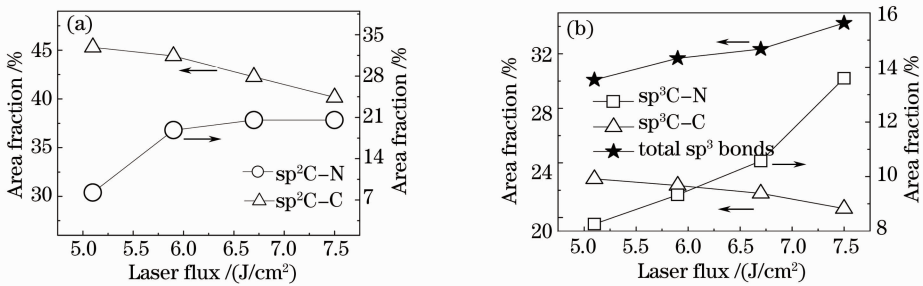 (a)
45
40
35
30
Area fraction /%
35
28
21
14
7
Area fraction /%
sp²C–N
sp²C–C
5.0 5.5 6.0 6.5 7.0 7.5
Laser flux /(J/cm²)
(b)
32
28
24
20
Area fraction /%
16
14
12
10
8
Area fraction /%
sp³C–N
sp³C–C
total sp³ bonds
5.0 5.5 6.0 6.5 7.0 7.5
Laser flux /(J/cm²)